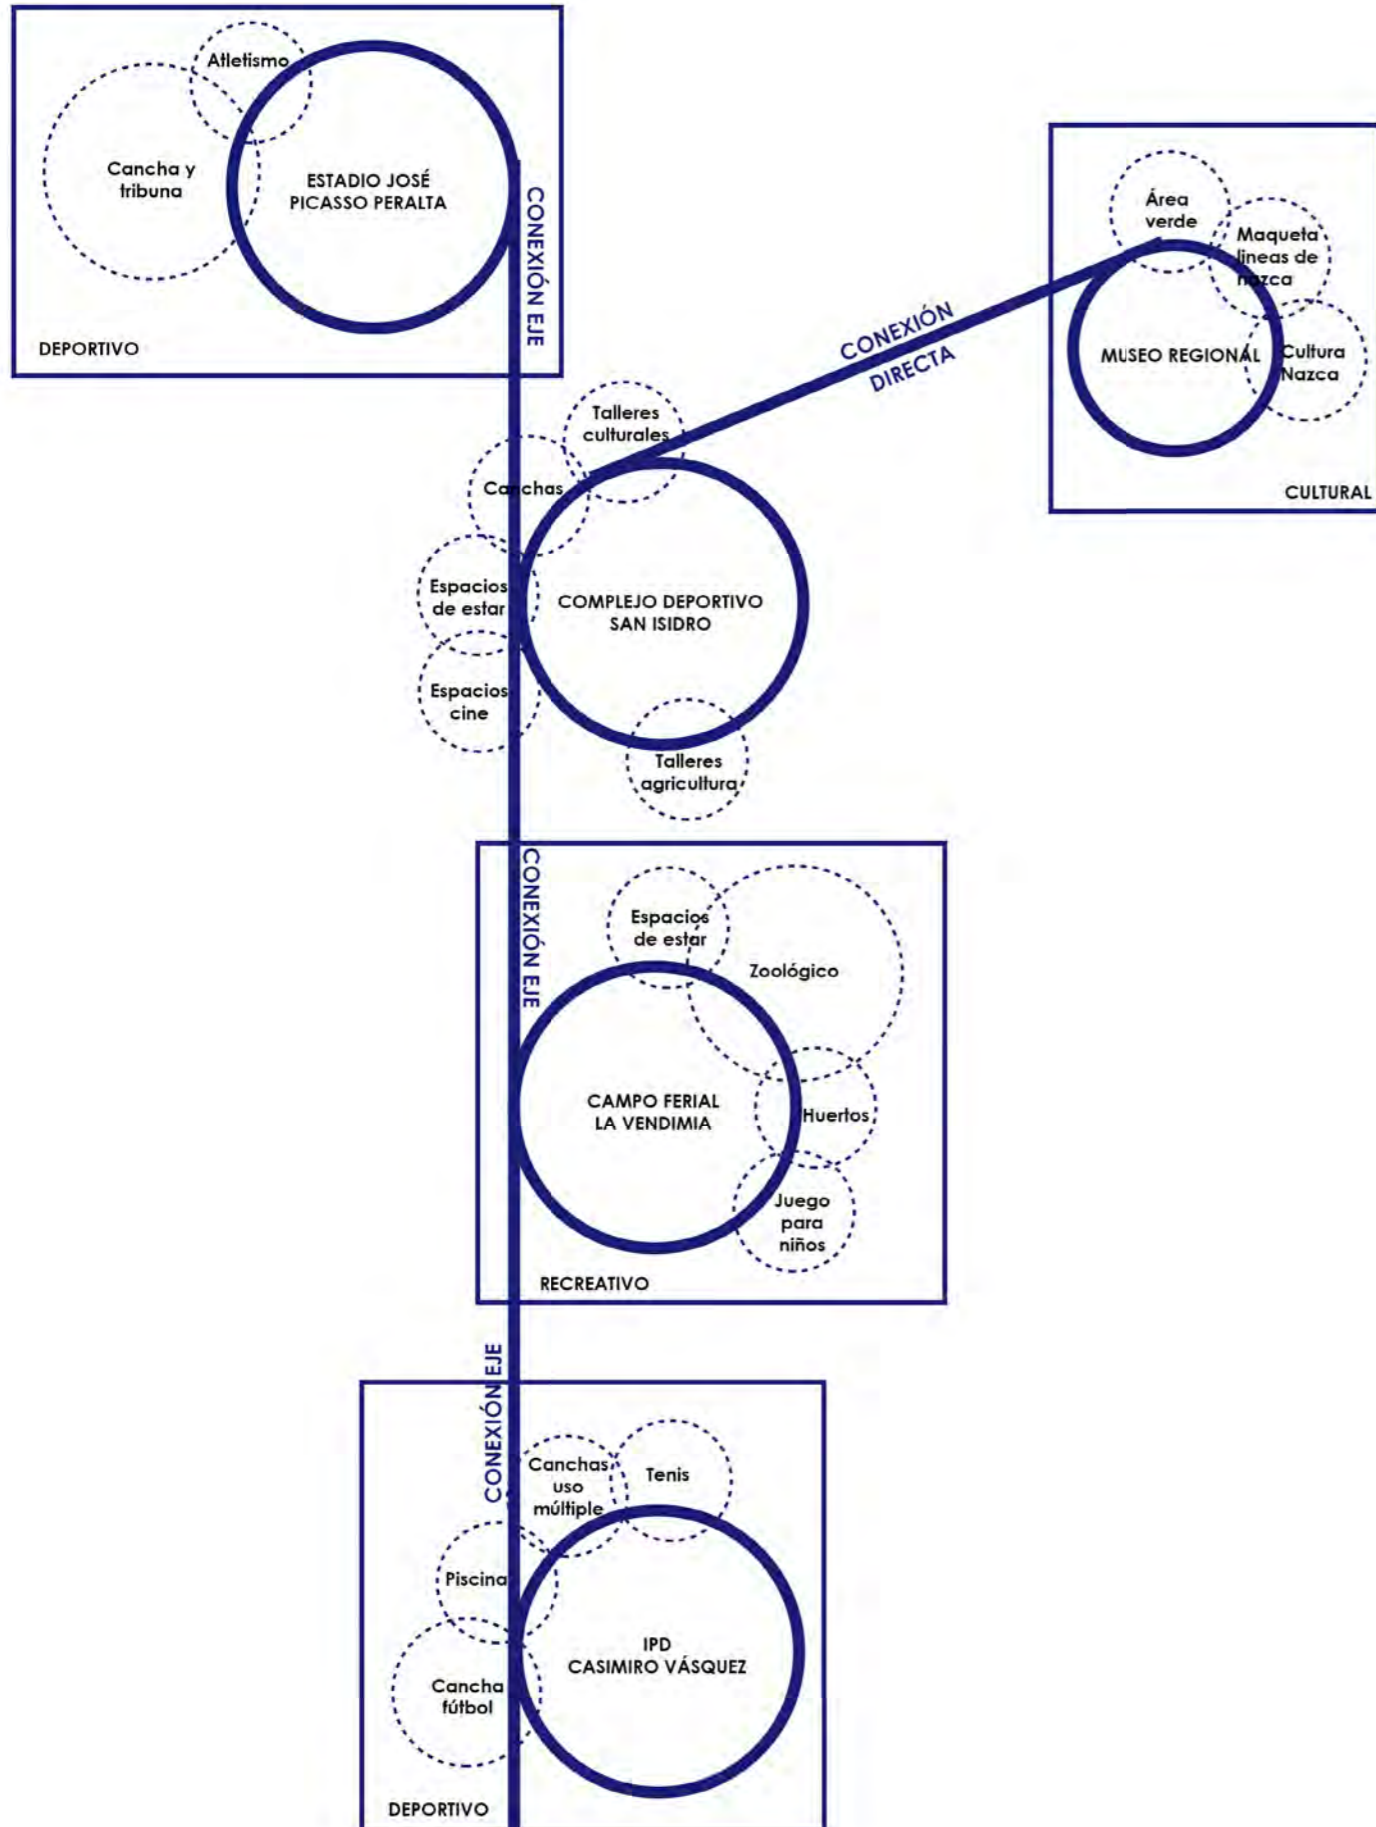 Atletismo
Cancha y
tribuna
ESTADIO JOSÉ
PICASSO PERALTA
DEPORTIVO
CONEXIÓN EJE
Área
verde
Maqueta
lineas de
nazca
MUSEO REGIONAL
Cultura
Nazca
CULTURAL
CONEXIÓN
DIRECTA
Talleres
culturales
Canchas
Espacios
de estar
Espacios
cine
COMPLEJO DEPORTIVO
SAN ISIDRO
Talleres
agricultura
CONEXIÓN EJE
Espacios
de estar
Zoológico
CAMPO FERIAL
LA VENDIMIA
Huertos
Juego
para
niños
RECREATIVO
CONEXIÓN EJE
Canchas
uso
múltiple
Tenis
Piscina
IPD
CASIMIRO VÁSQUEZ
Cancha
fútbol
DEPORTIVO